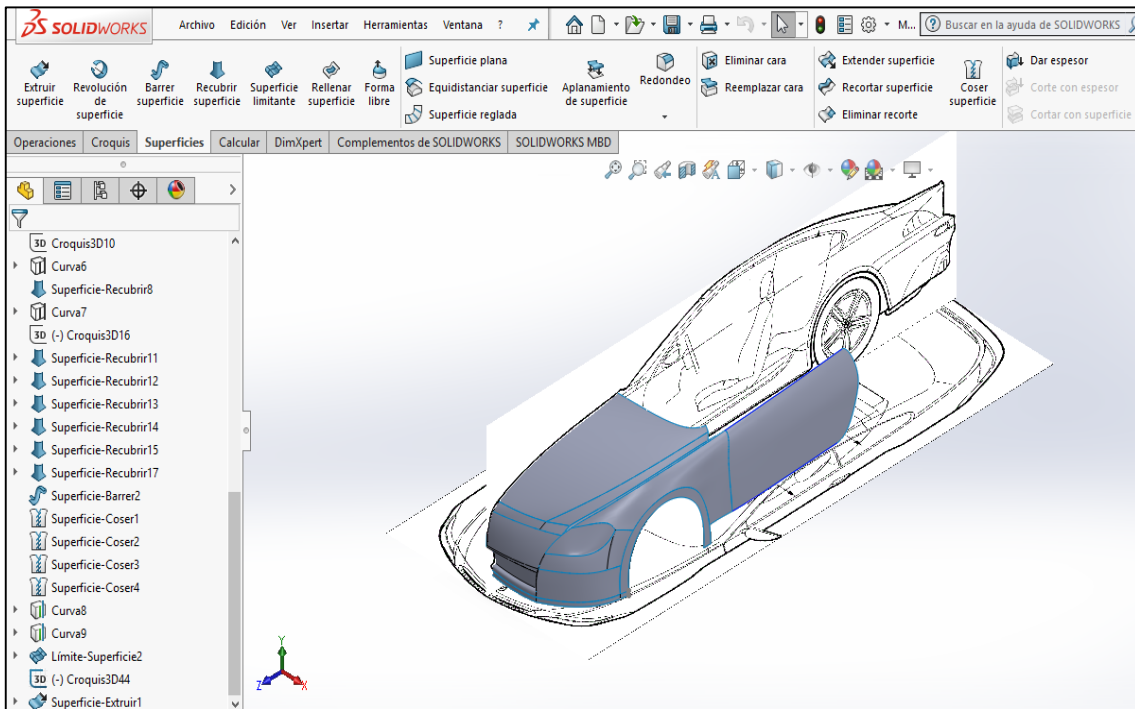 SOLIDWORKS Archivo Edición Ver Insertar Herramientas Ventana ? M... Buscar en la ayuda de SOLIDWORKS
Extruir superficie
Revolución de superficie
Barrer superficie
Recubrir superficie
Superficie limitante
Rellenar superficie
Forma libre
Superficie plana
Equidistanciar superficie
Superficie reglada
Aplanamiento de superficie
Redondeo
Eliminar cara
Reemplazar cara
Extender superficie
Recortar superficie
Eliminar recorte
Coser superficie
Dar espesor
Corte con espesor
Cortar con superficie
Operaciones Croquis Superficies Calcular DimXpert Complementos de SOLIDWORKS SOLIDWORKS MBD
3D Croquis3D10
Curva6
Superficie-Recubrir8
Curva7
3D (-) Croquis3D16
Superficie-Recubrir11
Superficie-Recubrir12
Superficie-Recubrir13
Superficie-Recubrir14
Superficie-Recubrir15
Superficie-Recubrir17
Superficie-Barrer2
Superficie-Coser1
Superficie-Coser2
Superficie-Coser3
Superficie-Coser4
Curva8
Curva9
Límite-Superficie2
3D (-) Croquis3D44
Superficie-Extruir1
Y
Z
X